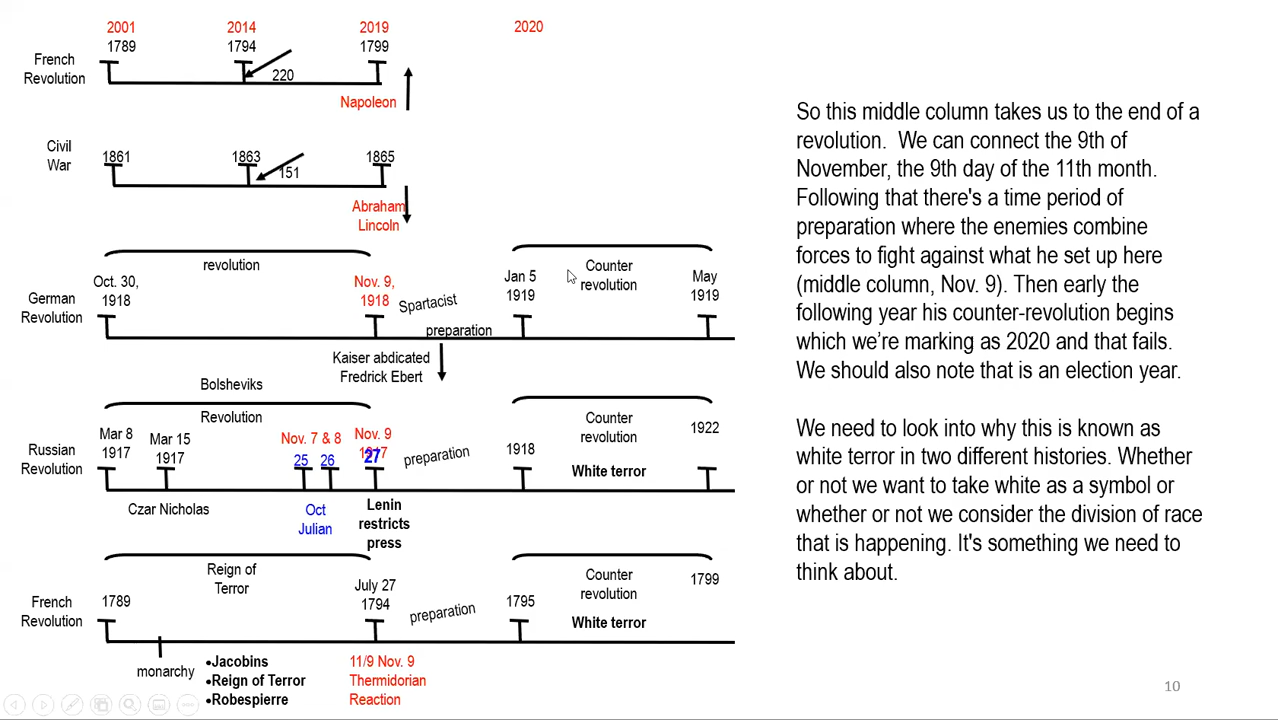 2001 2014 2019 2020
1789 1794 1799
French
Revolution
220
Napoleon
Civil
War
1861 1863 1865
151
Abraham
Lincoln
revolution
Counter
revolution
German
Revolution
Oct. 30,
1918
Nov. 9,
1918
Spartacist
preparation
Jan 5
1919
May
1919
Kaiser abdicated
Fredrick Ebert
Bolsheviks
Revolution
Counter
revolution
White terror
Russian
Revolution
Mar 8
1917
Mar 15
1917
Nov. 7 & 8
25 26
Nov. 9
1917
27
preparation
1918
1922
Czar Nicholas
Oct
Julian
Lenin
restricts
press
Reign of
Terror
Counter
revolution
White terror
French
Revolution
1789
July 27
1794
preparation
1795
1799
monarchy
•Jacobins
•Reign of Terror
•Robespierre
11/9 Nov. 9
Thermidorian
Reaction
So this middle column takes us to the end of a
revolution. We can connect the 9th of
November, the 9th day of the 11th month.
Following that there's a time period of
preparation where the enemies combine
forces to fight against what he set up here
(middle column, Nov. 9). Then early the
following year his counter-revolution begins
which we’re marking as 2020 and that fails.
We should also note that is an election year.
We need to look into why this is known as
white terror in two different histories. Whether
or not we want to take white as a symbol or
whether or not we consider the division of race
that is happening. It's something we need to
think about.
10